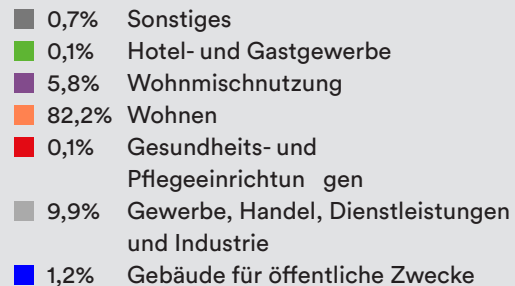 0,7% Sonstiges
0,1% Hotel- und Gastgewerbe
5,8% Wohnmischnutzung
82,2% Wohnen
0,1% Gesundheits- und
Pflegeeinrichtun gen
9,9% Gewerbe, Handel, Dienstleistungen
und Industrie
1,2% Gebäude für öffentliche Zwecke